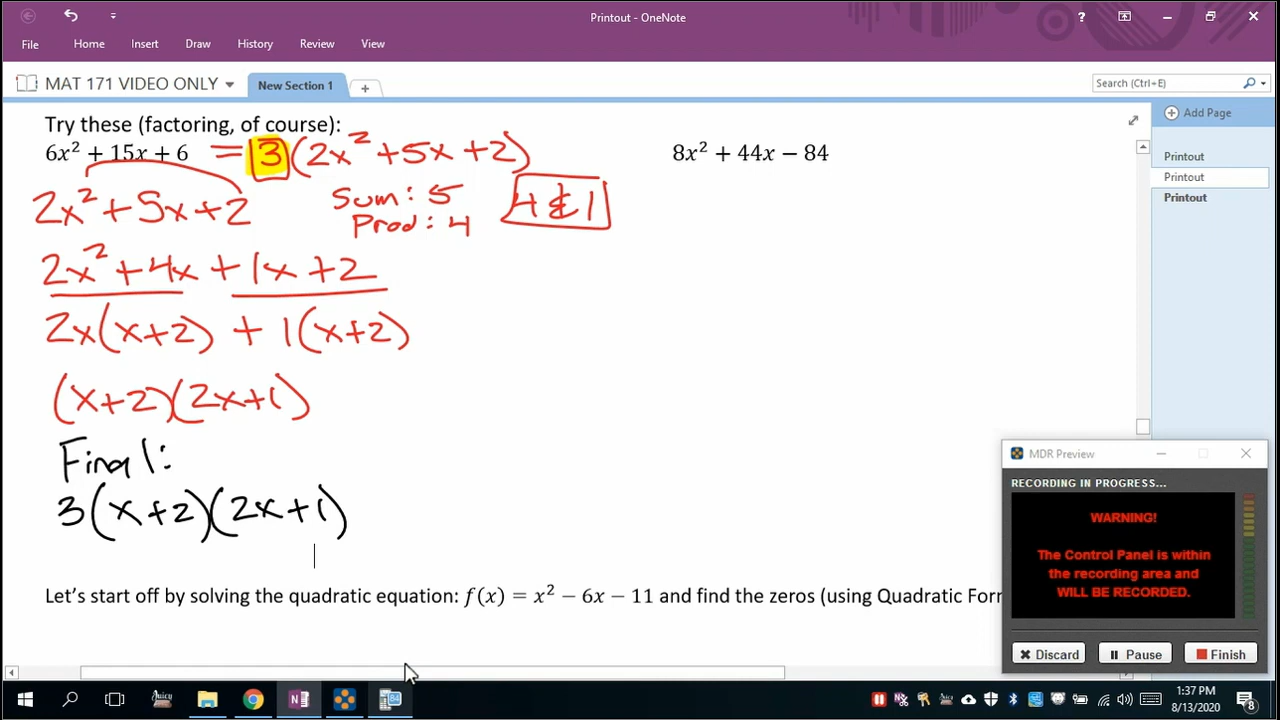 Printout - OneNote
File Home Insert Draw History Review View
MAT 171 VIDEO ONLY New Section 1 + Search (Ctrl+E)
Add Page
Printout
Printout
Printout
Try these (factoring, of course):
6x² + 15x + 6 = 3(2x² + 5x + 2)
8x² + 44x − 84
2x² + 5x + 2
Sum: 5
Prod: 4
4 & 1
2x² + 4x + 1x + 2
2x(x+2) + 1(x+2)
(x+2)(2x+1)
Final:
3(x+2)(2x+1)
Let's start off by solving the quadratic equation: f(x) = x² − 6x − 11 and find the zeros (using Quadratic Form
MDR Preview
RECORDING IN PROGRESS...
WARNING!
The Control Panel is within
the recording area and
WILL BE RECORDED.
Discard Pause Finish
1:37 PM
8/13/2020
8